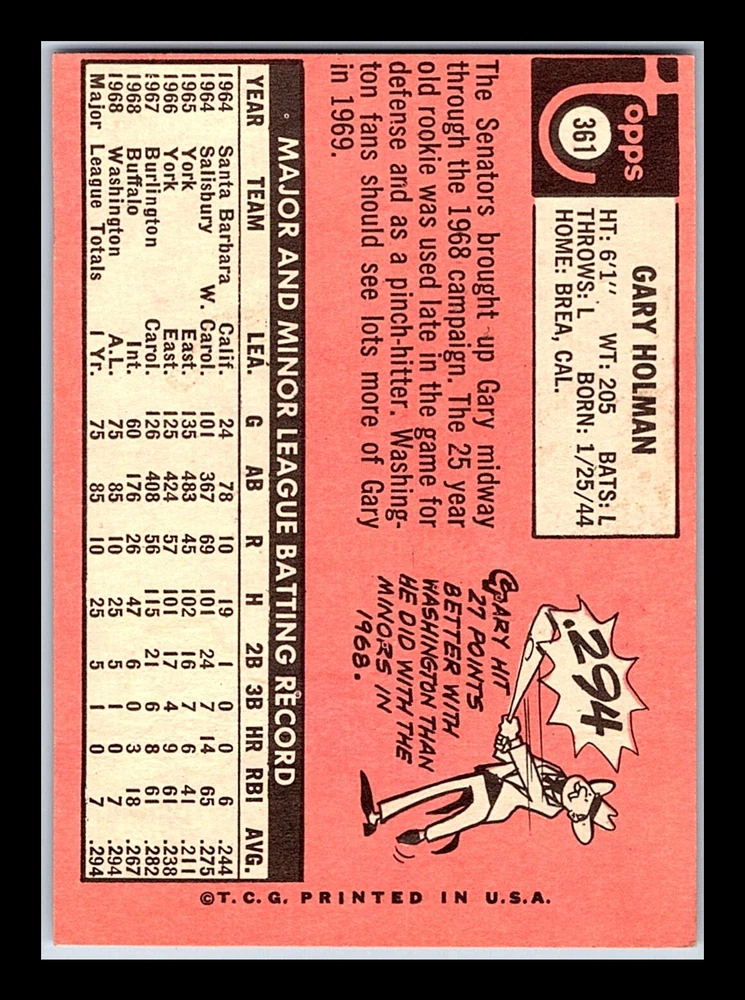 Topps
361
GARY HOLMAN
HT: 6'1" WT: 205 BATS: L
THROWS: L BORN: 1/25/44
HOME: BREA, CAL.
The Senators brought up Gary midway
through the 1968 campaign. The 25 year
old rookie was used late in the game for
defense and as a pinch-hitter. Washing-
ton fans should see lots more of Gary
in 1969.
.294
GARY HIT
27 POINTS
BETTER WITH
WASHINGTON THAN
HE DID WITH THE
MINORS IN
1968.
MAJOR AND MINOR LEAGUE BATTING RECORD
YEAR TEAM LEA. G AB R H 2B 3B HR RBI AVG.
1964 Santa Barbara Calif. 24 78 10 19 1 0 0 6 .244
1964 Salisbury W. Carol. 101 367 69 101 24 7 14 65 .275
1965 York East. 135 483 45 102 16 7 6 41 .211
1966 York East. 125 424 57 101 17 4 9 61 .238
1967 Burlington Carol. 126 408 56 115 21 6 8 61 .282
1968 Buffalo Int. 60 176 26 47 6 0 3 18 .267
1968 Washington A.L. 75 85 10 25 5 1 0 7 .294
Major League Totals 1 Yr. 75 85 10 25 5 1 0 7 .294
©T.C.G. PRINTED IN U.S.A.